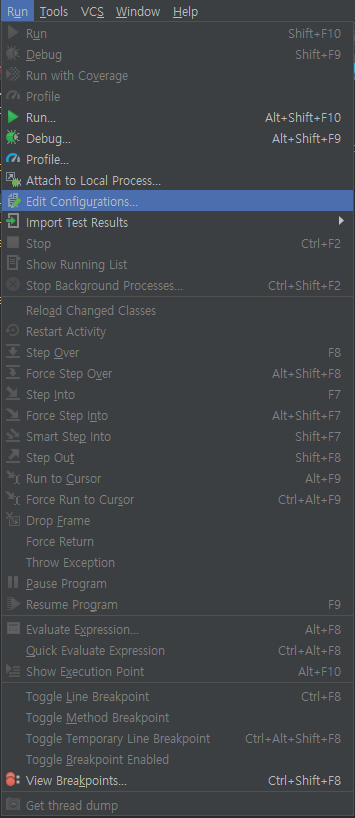 Run Tools VCS Window Help
Run Shift+F10
Debug Shift+F9
Run with Coverage
Profile
Run... Alt+Shift+F10
Debug... Alt+Shift+F9
Profile...
Attach to Local Process...
Edit Configurations...
Import Test Results
Stop Ctrl+F2
Show Running List
Stop Background Processes... Ctrl+Shift+F2
Reload Changed Classes
Restart Activity
Step Over F8
Force Step Over Alt+Shift+F8
Step Into F7
Force Step Into Alt+Shift+F7
Smart Step Into Shift+F7
Step Out Shift+F8
Run to Cursor Alt+F9
Force Run to Cursor Ctrl+Alt+F9
Drop Frame
Force Return
Throw Exception
Pause Program
Resume Program F9
Evaluate Expression... Alt+F8
Quick Evaluate Expression Ctrl+Alt+F8
Show Execution Point Alt+F10
Toggle Line Breakpoint Ctrl+F8
Toggle Method Breakpoint
Toggle Temporary Line Breakpoint Ctrl+Alt+Shift+F8
Toggle Breakpoint Enabled
View Breakpoints... Ctrl+Shift+F8
Get thread dump